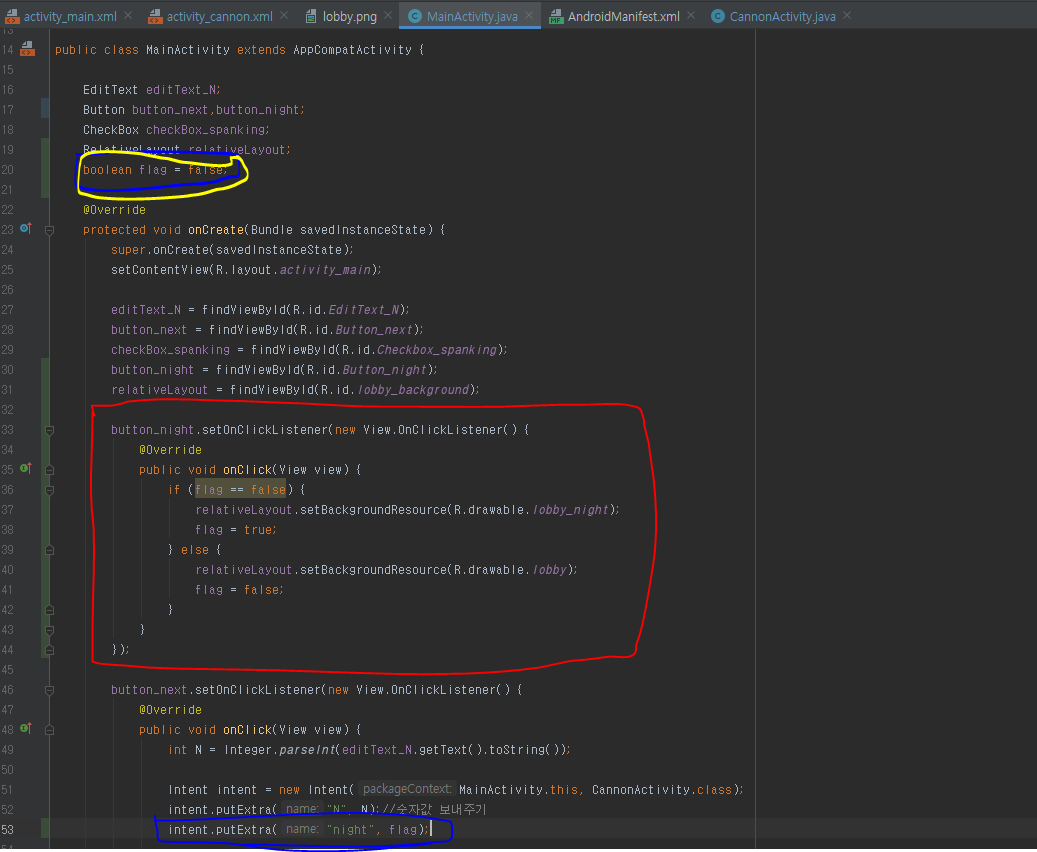 activity_main.xml activity_cannon.xml lobby.png MainActivity.java AndroidManifest.xml CannonActivity.java
13
14 public class MainActivity extends AppCompatActivity {
15
16 EditText editText_N;
17 Button button_next,button_night;
18 CheckBox checkBox_spanking;
19 RelativeLayout relativeLayout;
20 boolean flag = false;
21
22 @Override
23 protected void onCreate(Bundle savedInstanceState) {
24 super.onCreate(savedInstanceState);
25 setContentView(R.layout.activity_main);
26
27 editText_N = findViewById(R.id.EditText_N);
28 button_next = findViewById(R.id.Button_next);
29 checkBox_spanking = findViewById(R.id.Checkbox_spanking);
30 button_night = findViewById(R.id.Button_night);
31 relativeLayout = findViewById(R.id.lobby_background);
32
33 button_night.setOnClickListener(new View.OnClickListener() {
34 @Override
35 public void onClick(View view) {
36 if (flag == false) {
37 relativeLayout.setBackgroundResource(R.drawable.lobby_night);
38 flag = true;
39 } else {
40 relativeLayout.setBackgroundResource(R.drawable.lobby);
41 flag = false;
42 }
43 }
44 });
45
46 button_next.setOnClickListener(new View.OnClickListener() {
47 @Override
48 public void onClick(View view) {
49 int N = Integer.parseInt(editText_N.getText().toString());
50
51 Intent intent = new Intent( packageContext: MainActivity.this, CannonActivity.class);
52 intent.putExtra( name: "N", N);//숫자값 보내주기
53 intent.putExtra( name: "night", flag);
54